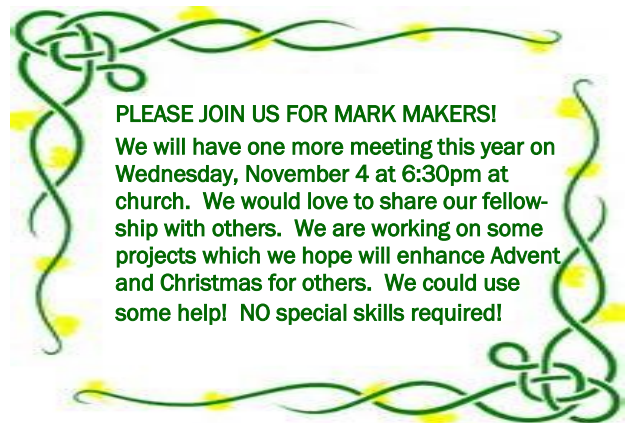 PLEASE JOIN US FOR MARK MAKERS!
We will have one more meeting this year on
Wednesday, November 4 at 6:30pm at
church.  We would love to share our fellow-
ship with others.  We are working on some
projects which we hope will enhance Advent
and Christmas for others.  We could use
some help!  NO special skills required!